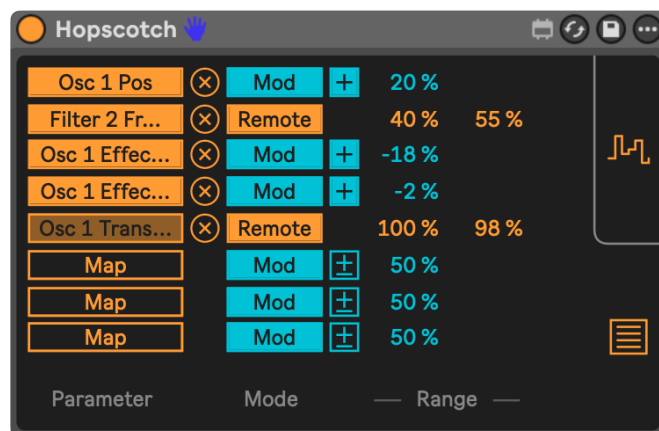 Hopscotch
Osc 1 Pos Mod + 20 %
Filter 2 Fr... Remote 40 % 55 %
Osc 1 Effec... Mod + -18 %
Osc 1 Effec... Mod + -2 %
Osc 1 Trans... Remote 100 % 98 %
Map Mod ± 50 %
Map Mod ± 50 %
Map Mod ± 50 %
Parameter Mode — Range —